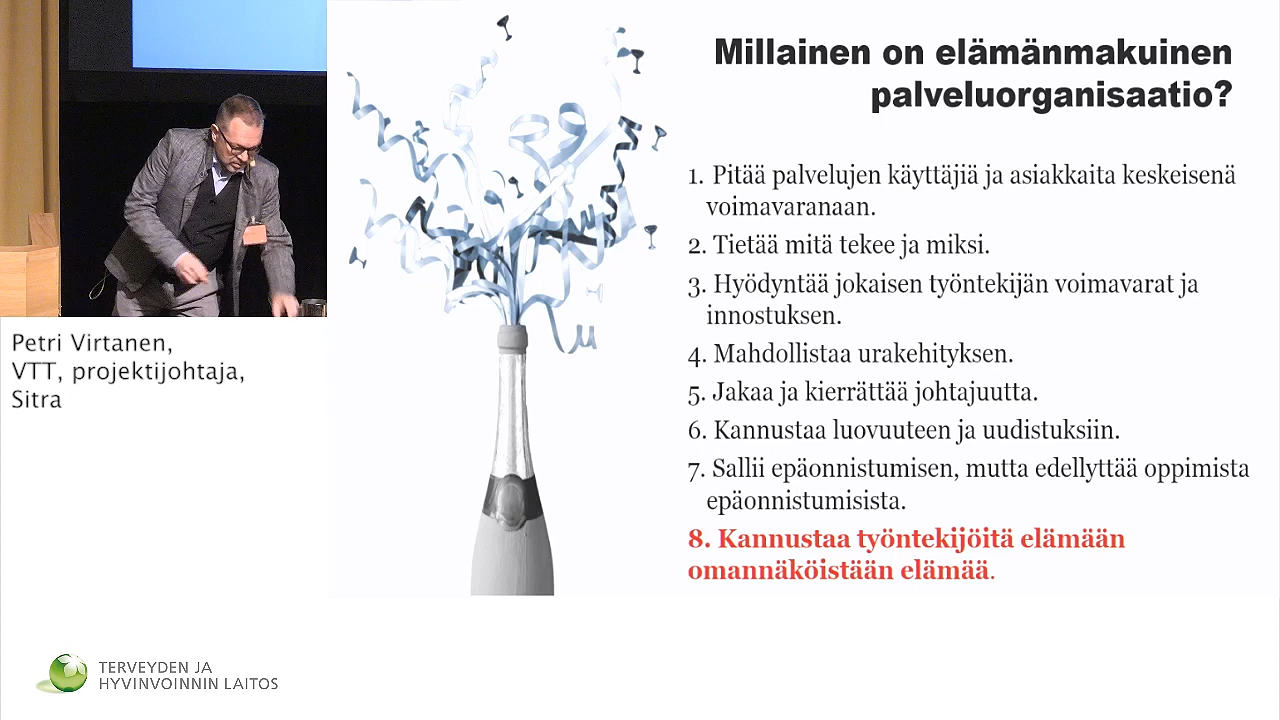 Millainen on elämänmakuinen
palveluorganisaatio?
1. Pitää palvelujen käyttäjiä ja asiakkaita keskeisenä
voimavaranaan.
2. Tietää mitä tekee ja miksi.
3. Hyödyntää jokaisen työntekijän voimavarat ja
innostuksen.
4. Mahdollistaa urakehityksen.
5. Jakaa ja kierrättää johtajuutta.
6. Kannustaa luovuuteen ja uudistuksiin.
7. Sallii epäonnistumisen, mutta edellyttää oppimista
epäonnistumisista.
8. Kannustaa työntekijöitä elämään
omannäköistään elämää.
Petri Virtanen,
VTT, projektijohtaja,
Sitra
TERVEYDEN JA
HYVINVOINNIN LAITOS